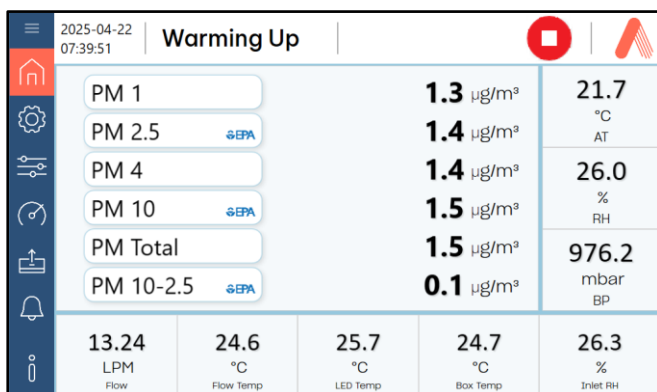 2025-04-22
07:39:51
Warming Up
PM 1 1.3 µg/m³
PM 2.5 EPA 1.4 µg/m³
PM 4 1.4 µg/m³
PM 10 EPA 1.5 µg/m³
PM Total 1.5 µg/m³
PM 10-2.5 EPA 0.1 µg/m³
21.7
°C
AT
26.0
%
RH
976.2
mbar
BP
13.24
LPM
Flow
24.6
°C
Flow Temp
25.7
°C
LED Temp
24.7
°C
Box Temp
26.3
%
Inlet RH